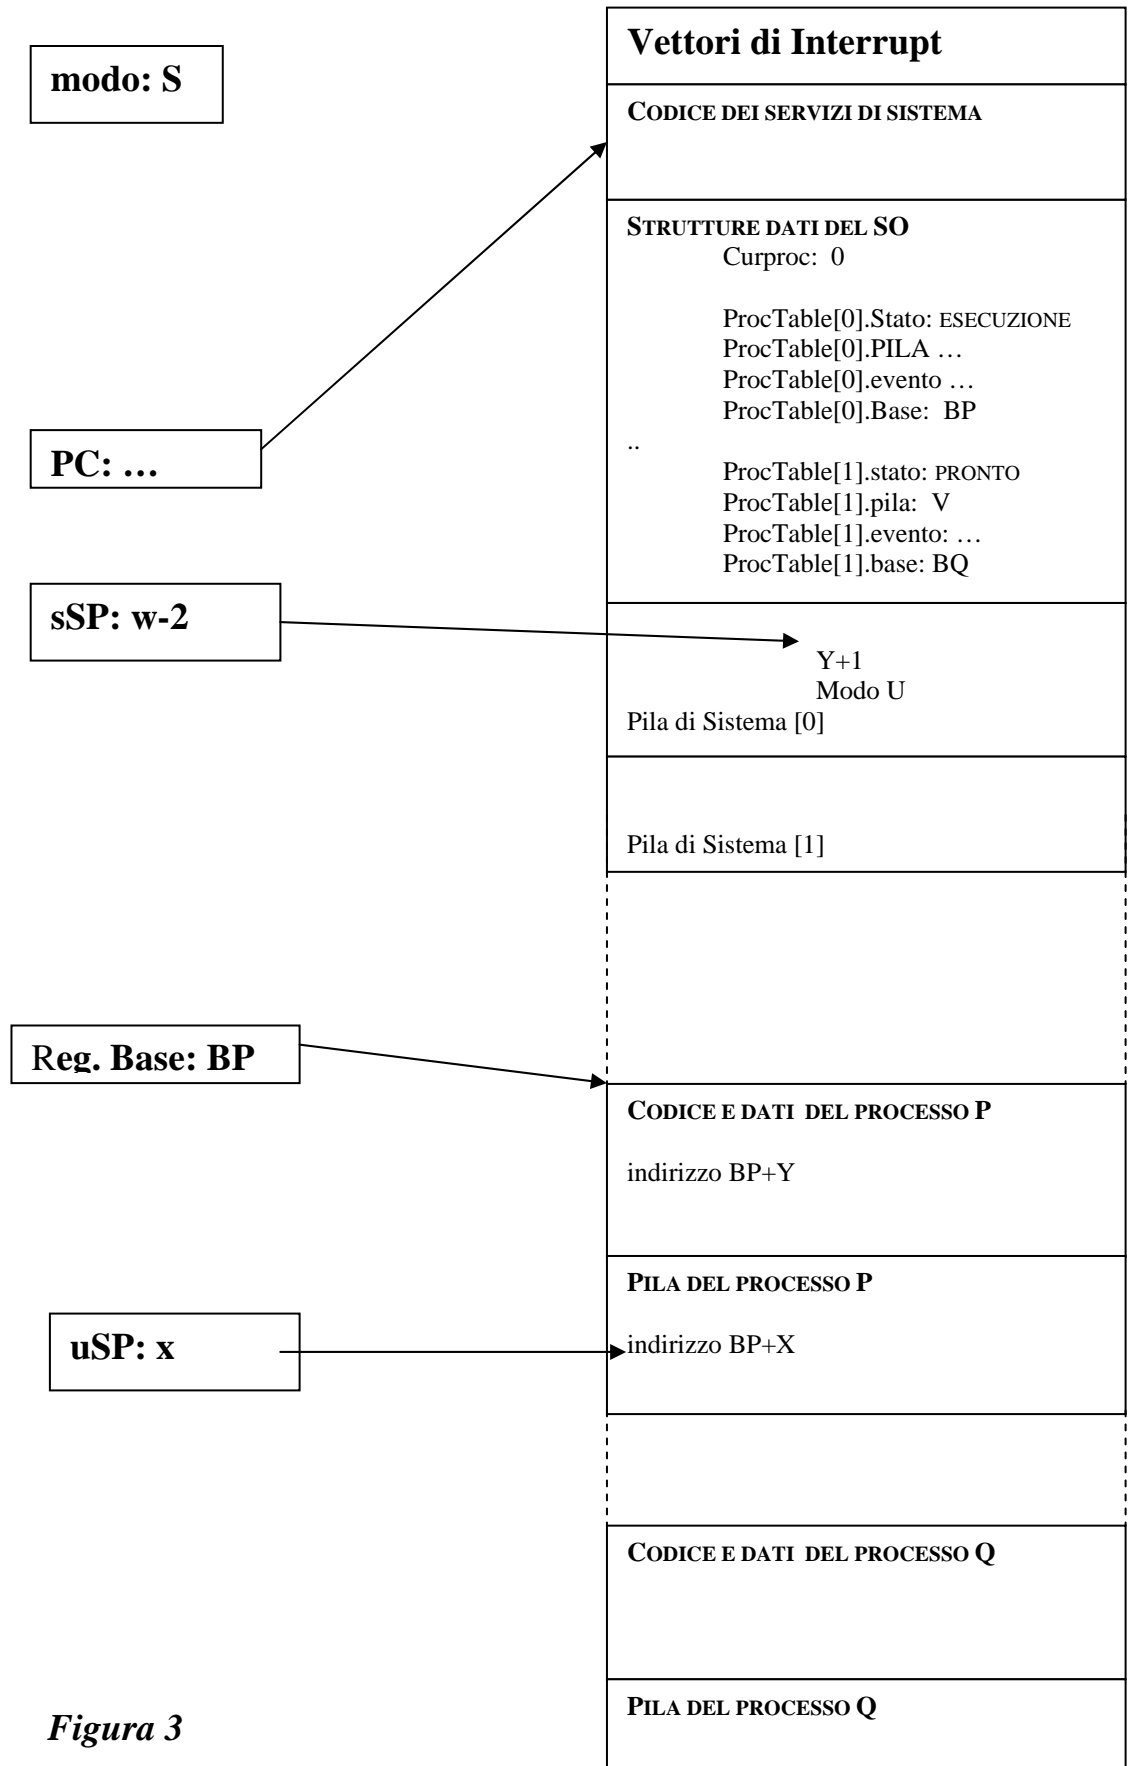 Vettori di Interrupt
modo: S
CODICE DEI SERVIZI DI SISTEMA
STRUTTURE DATI DEL SO
Curproc: 0
ProcTable[0].Stato: ESECUZIONE
ProcTable[0].PILA …
ProcTable[0].evento …
ProcTable[0].Base: BP
..
PC: …
ProcTable[1].stato: PRONTO
ProcTable[1].pila: V
ProcTable[1].evento: …
ProcTable[1].base: BQ
sSP: w-2
Y+1
Modo U
Pila di Sistema [0]
Pila di Sistema [1]
Reg. Base: BP
CODICE E DATI DEL PROCESSO P
indirizzo BP+Y
PILA DEL PROCESSO P
uSP: x
indirizzo BP+X
CODICE E DATI DEL PROCESSO Q
PILA DEL PROCESSO Q
Figura 3